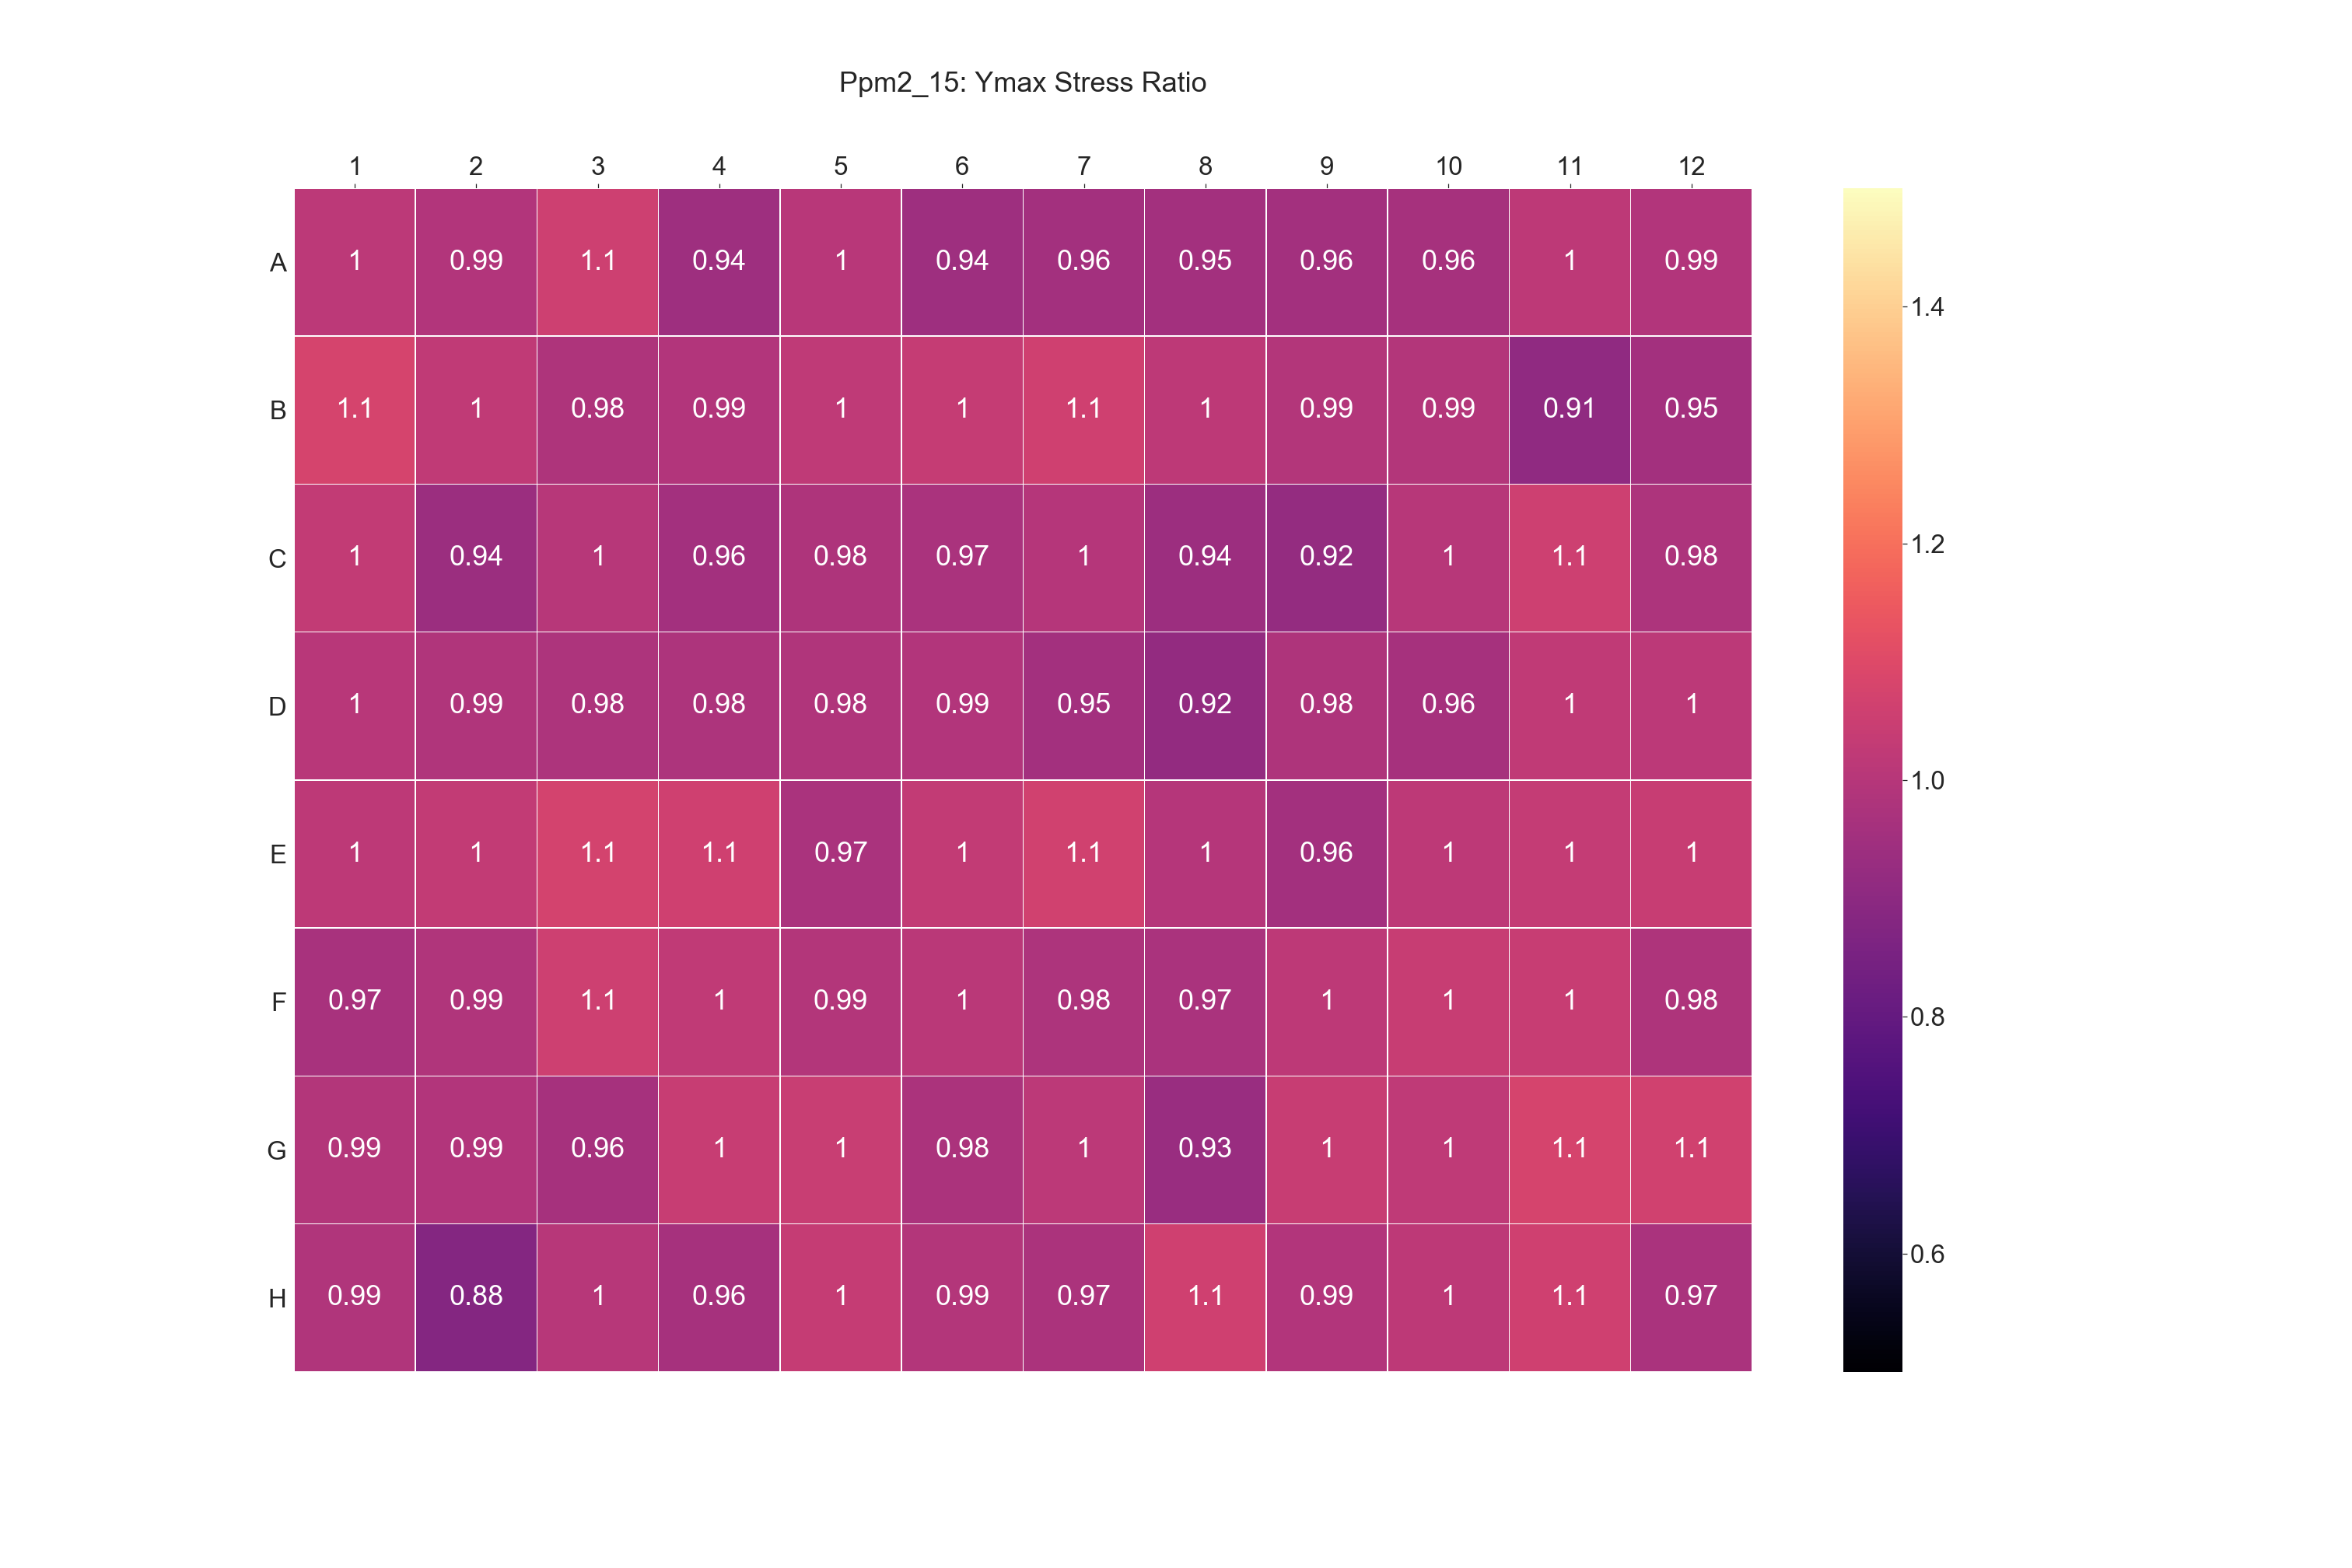 Ppm2_15: Ymax Stress Ratio
1 2 3 4 5 6 7 8 9 10 11 12
A 1 0.99 1.1 0.94 1 0.94 0.96 0.95 0.96 0.96 1 0.99
1.4
B 1.1 1 0.98 0.99 1 1 1.1 1 0.99 0.99 0.91 0.95
1.2
C 1 0.94 1 0.96 0.98 0.97 1 0.94 0.92 1 1.1 0.98
D 1 0.99 0.98 0.98 0.98 0.99 0.95 0.92 0.98 0.96 1 1
1.0
E 1 1 1.1 1.1 0.97 1 1.1 1 0.96 1 1 1
F 0.97 0.99 1.1 1 0.99 1 0.98 0.97 1 1 1 0.98
0.8
G 0.99 0.99 0.96 1 1 0.98 1 0.93 1 1 1.1 1.1
0.6
H 0.99 0.88 1 0.96 1 0.99 0.97 1.1 0.99 1 1.1 0.97